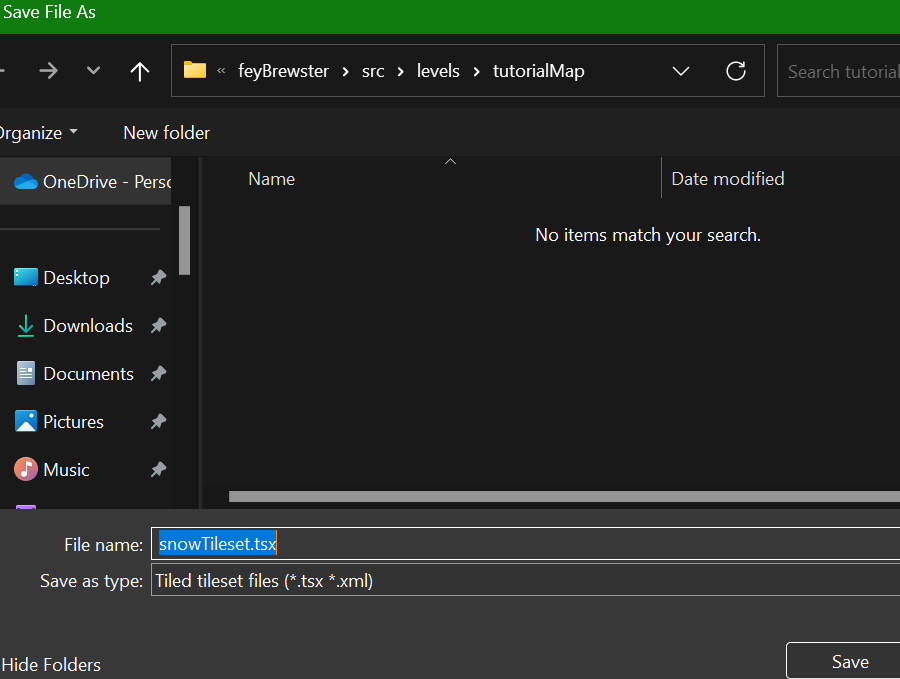 Save File As
« feyBrewster > src > levels > tutorialMap
Search tutorial
Organize
New folder
OneDrive - Perso
Name
Date modified
No items match your search.
Desktop
Downloads
Documents
Pictures
Music
File name: snowTileset.tsx
Save as type: Tiled tileset files (*.tsx *.xml)
Hide Folders
Save